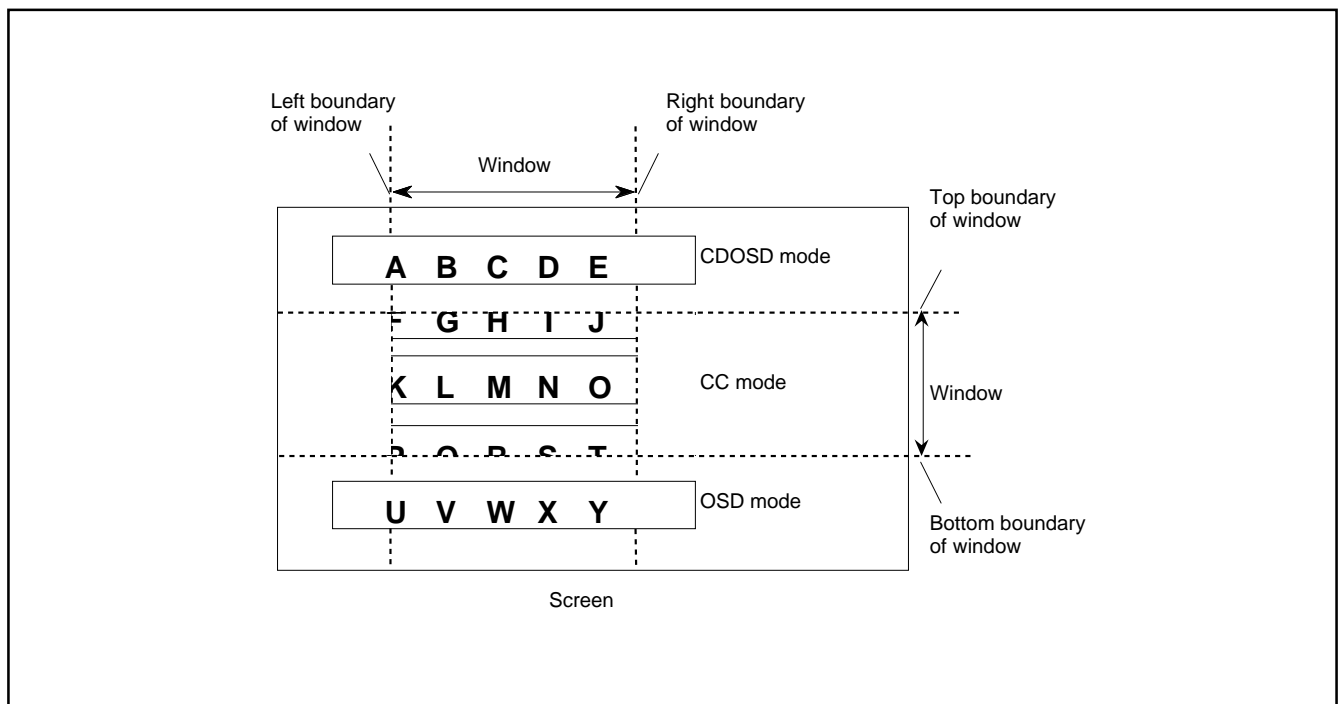 Left boundary
of window
Right boundary
of window
Window
Top boundary
of window
A B C D E
CDOSD mode
G H I J
K L M N O
CC mode
Window
S T
U V W X Y
OSD mode
Bottom boundary
of window
Screen